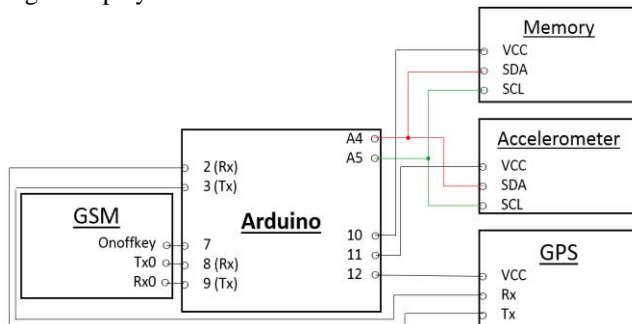 Memory
VCC
SDA
SCL
A4
A5
2 (Rx)
3 (Tx)
Accelerometer
VCC
SDA
SCL
GSM
Onoffkey
Tx0
Rx0
Arduino
7
8 (Rx)
9 (Tx)
10
11
12
GPS
VCC
Rx
Tx